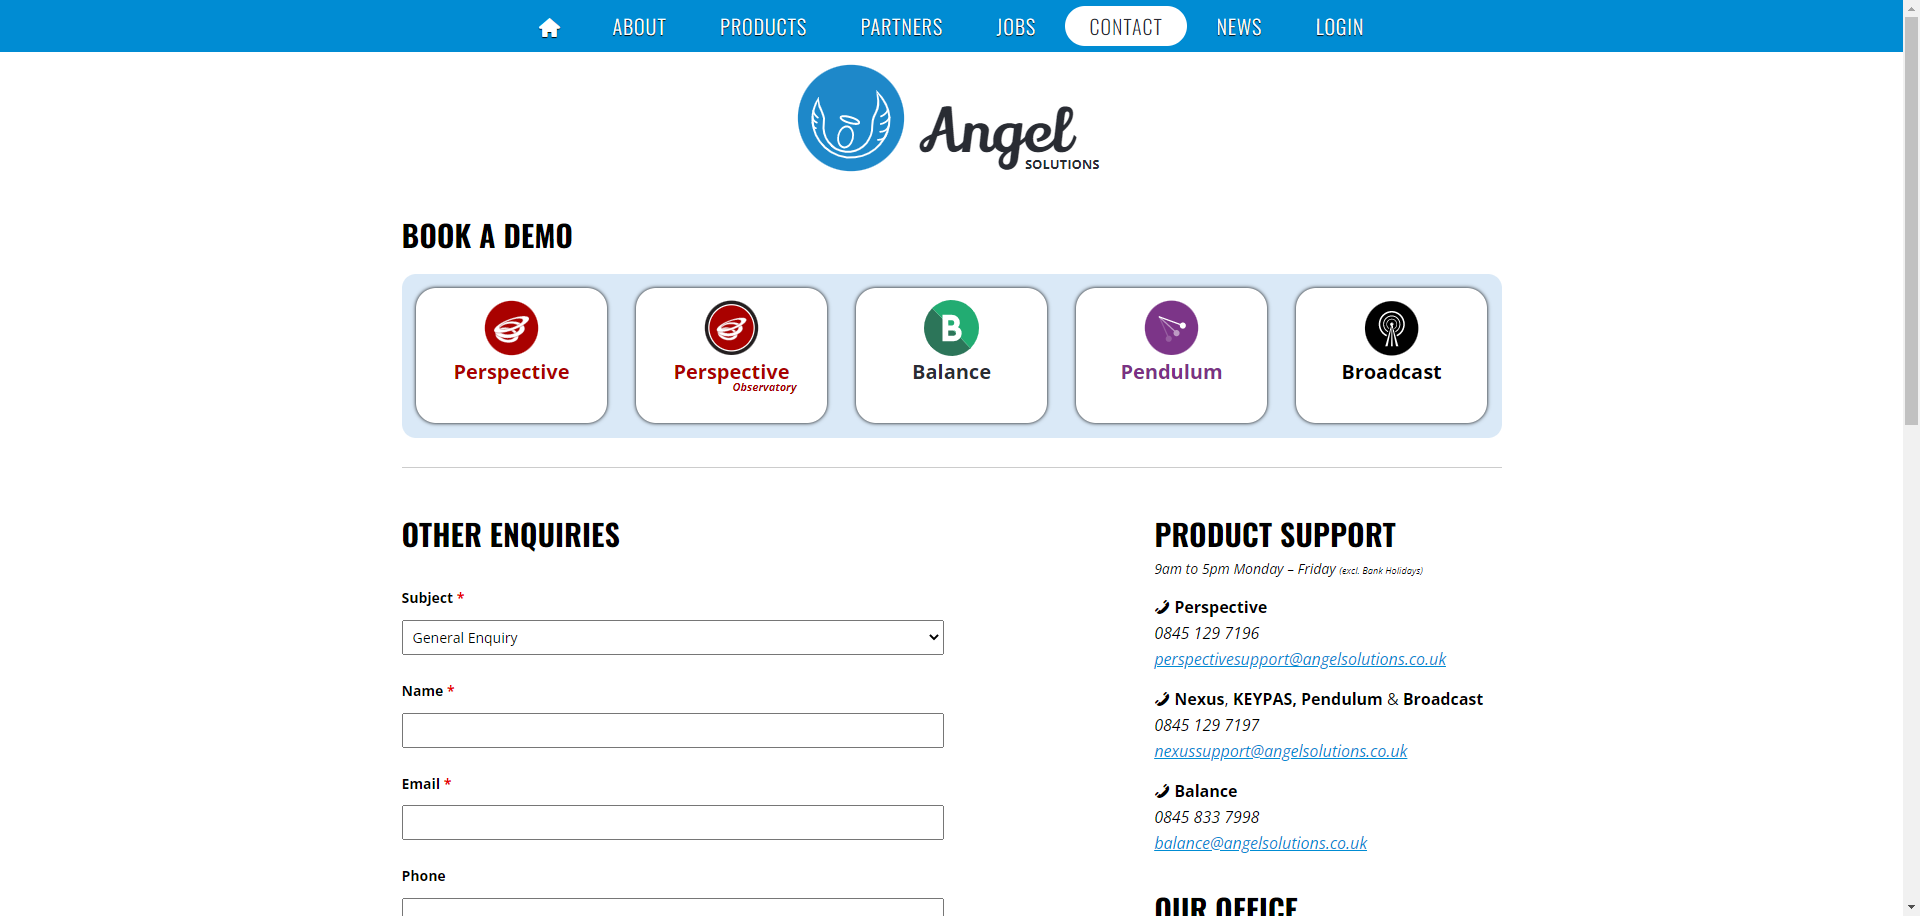 ABOUT PRODUCTS PARTNERS JOBS CONTACT NEWS LOGIN
Angel
SOLUTIONS
BOOK A DEMO
Perspective
Perspective
Observatory
B
Balance
Pendulum
Broadcast
OTHER ENQUIRIES
Subject *
General Enquiry
Name *
Email *
Phone
PRODUCT SUPPORT
9am to 5pm Monday – Friday (excl. Bank Holidays)
Perspective
0845 129 7196
perspectivesupport@angelsolutions.co.uk
Nexus, KEYPAS, Pendulum & Broadcast
0845 129 7197
nexussupport@angelsolutions.co.uk
Balance
0845 833 7998
balance@angelsolutions.co.uk
OUR OFFICE